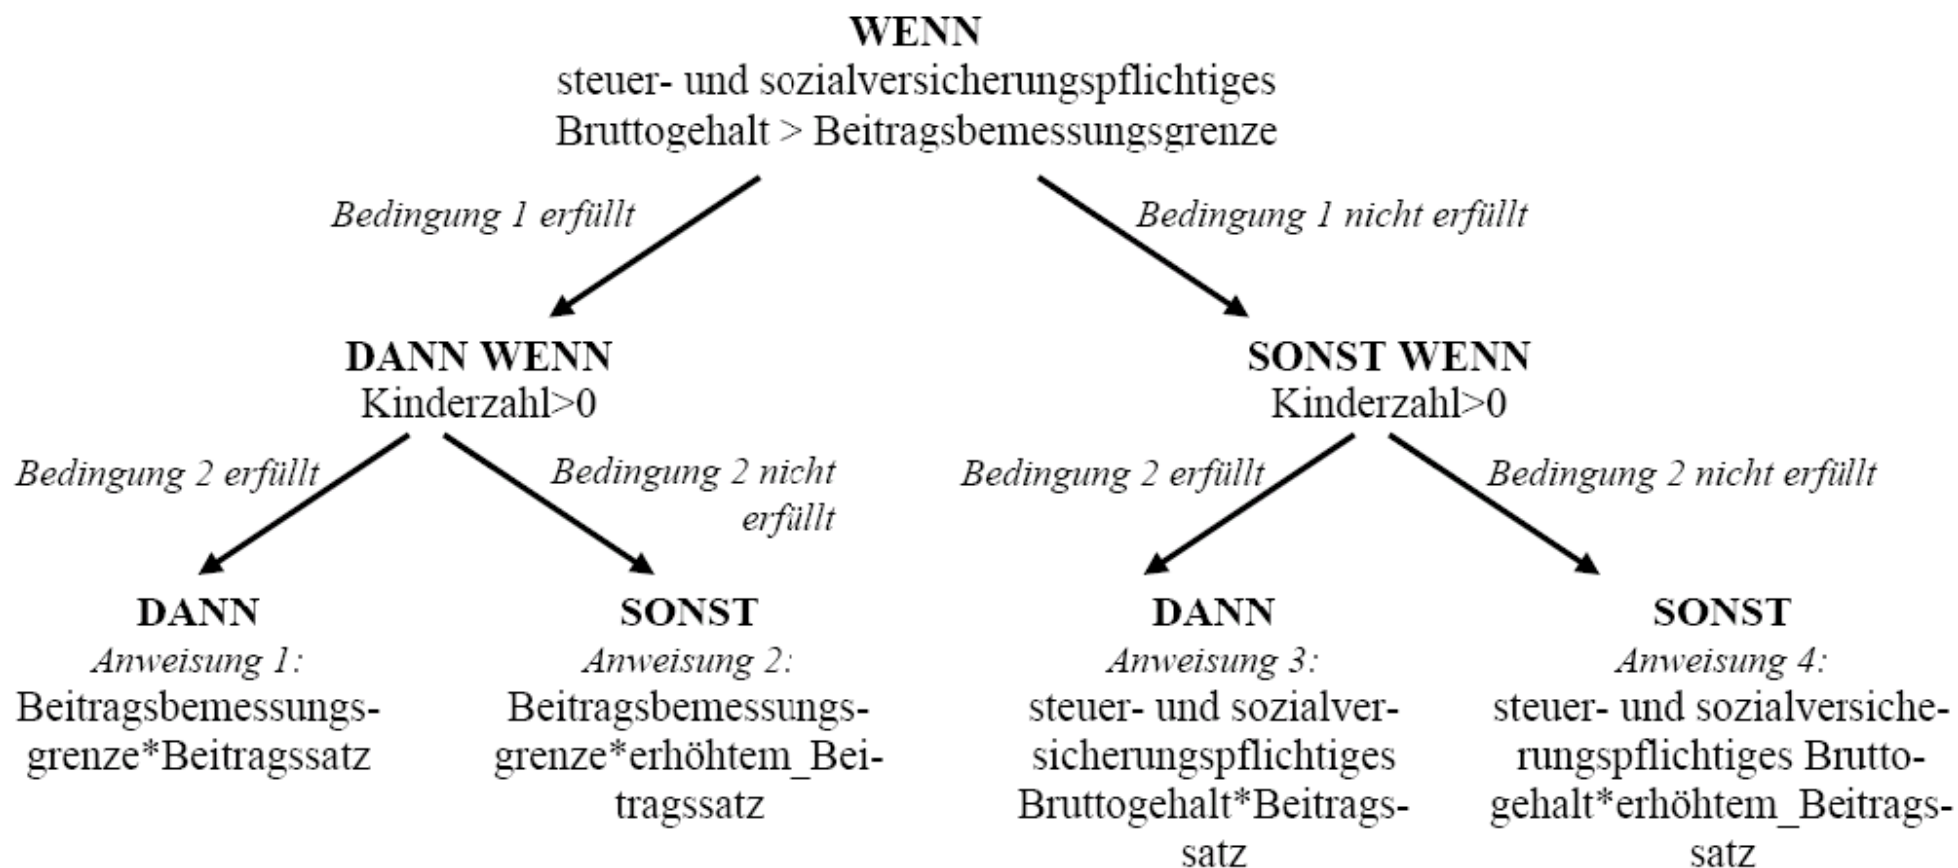 WENN
steuer- und sozialversicherungspflichtiges
Bruttogehalt > Beitragsbemessungsgrenze
Bedingung 1 erfüllt
Bedingung 1 nicht erfüllt
DANN WENN
Kinderzahl>0
SONST WENN
Kinderzahl>0
Bedingung 2 erfüllt
Bedingung 2 nicht
erfüllt
Bedingung 2 erfüllt
Bedingung 2 nicht erfüllt
DANN
Anweisung 1:
Beitragsbemessungs-
grenze*Beitragssatz
SONST
Anweisung 2:
Beitragsbemessungs-
grenze*erhöhtem_Bei-
tragssatz
DANN
Anweisung 3:
steuer- und sozialver-
sicherungspflichtiges
Bruttogehalt*Beitrags-
satz
SONST
Anweisung 4:
steuer- und sozialversiche-
rungspflichtiges Brutto-
gehalt*erhöhtem_Beitrags-
satz